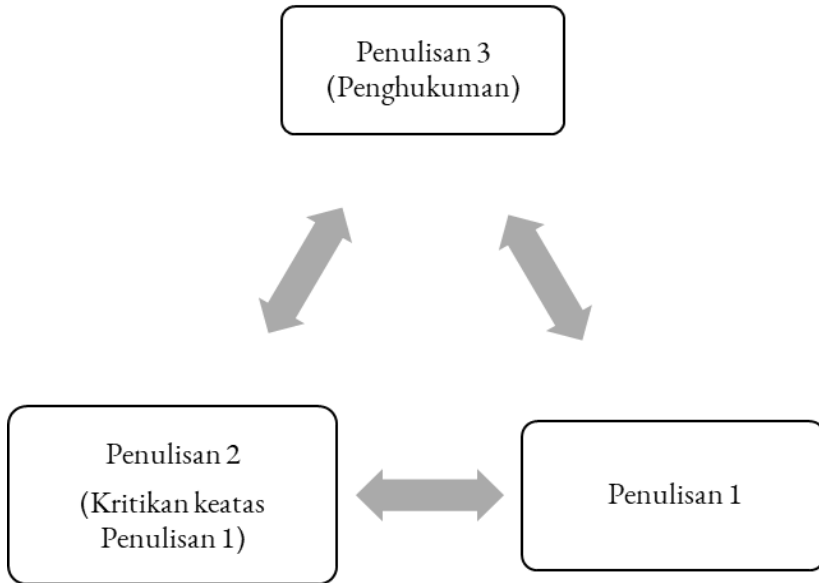 Penulisan 3
(Penghukuman)
Penulisan 2
(Kritikan keatas
Penulisan 1)
Penulisan 1